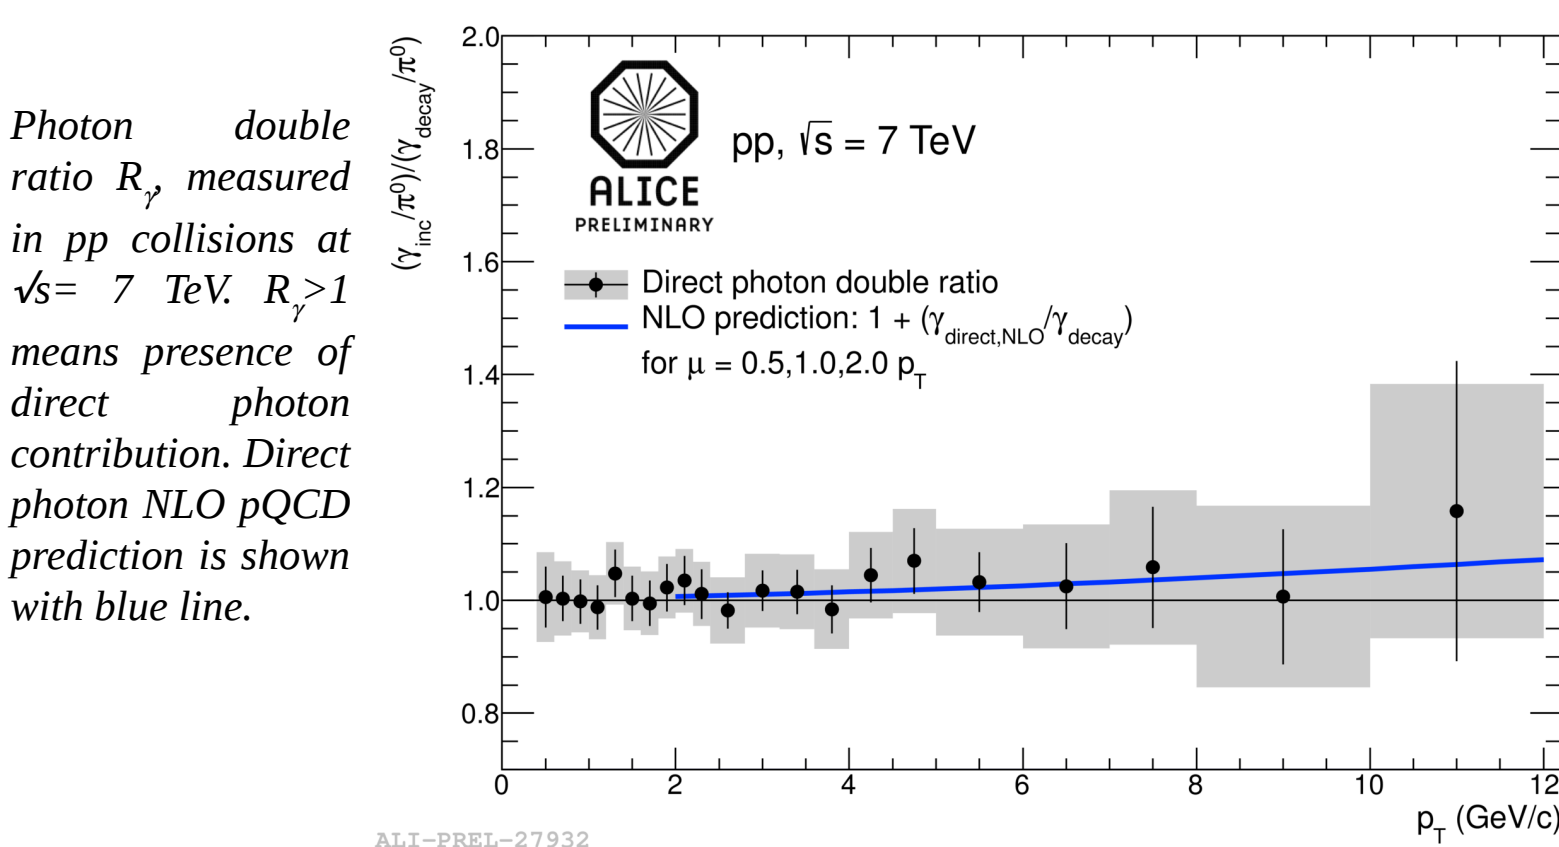 Photon double
ratio Rγ, measured
in pp collisions at
√s= 7 TeV. Rγ>1
means presence of
direct photon
contribution. Direct
photon NLO pQCD
prediction is shown
with blue line.
(γinc/π0)/(γdecay/π0)
2.0
1.8
1.6
1.4
1.2
1.0
0.8
ALICE
PRELIMINARY
pp, √s = 7 TeV
Direct photon double ratio
NLO prediction: 1 + (γdirect,NLO/γdecay)
for μ = 0.5,1.0,2.0 pT
0 2 4 6 8 10 12
pT (GeV/c)
ALI-PREL-27932